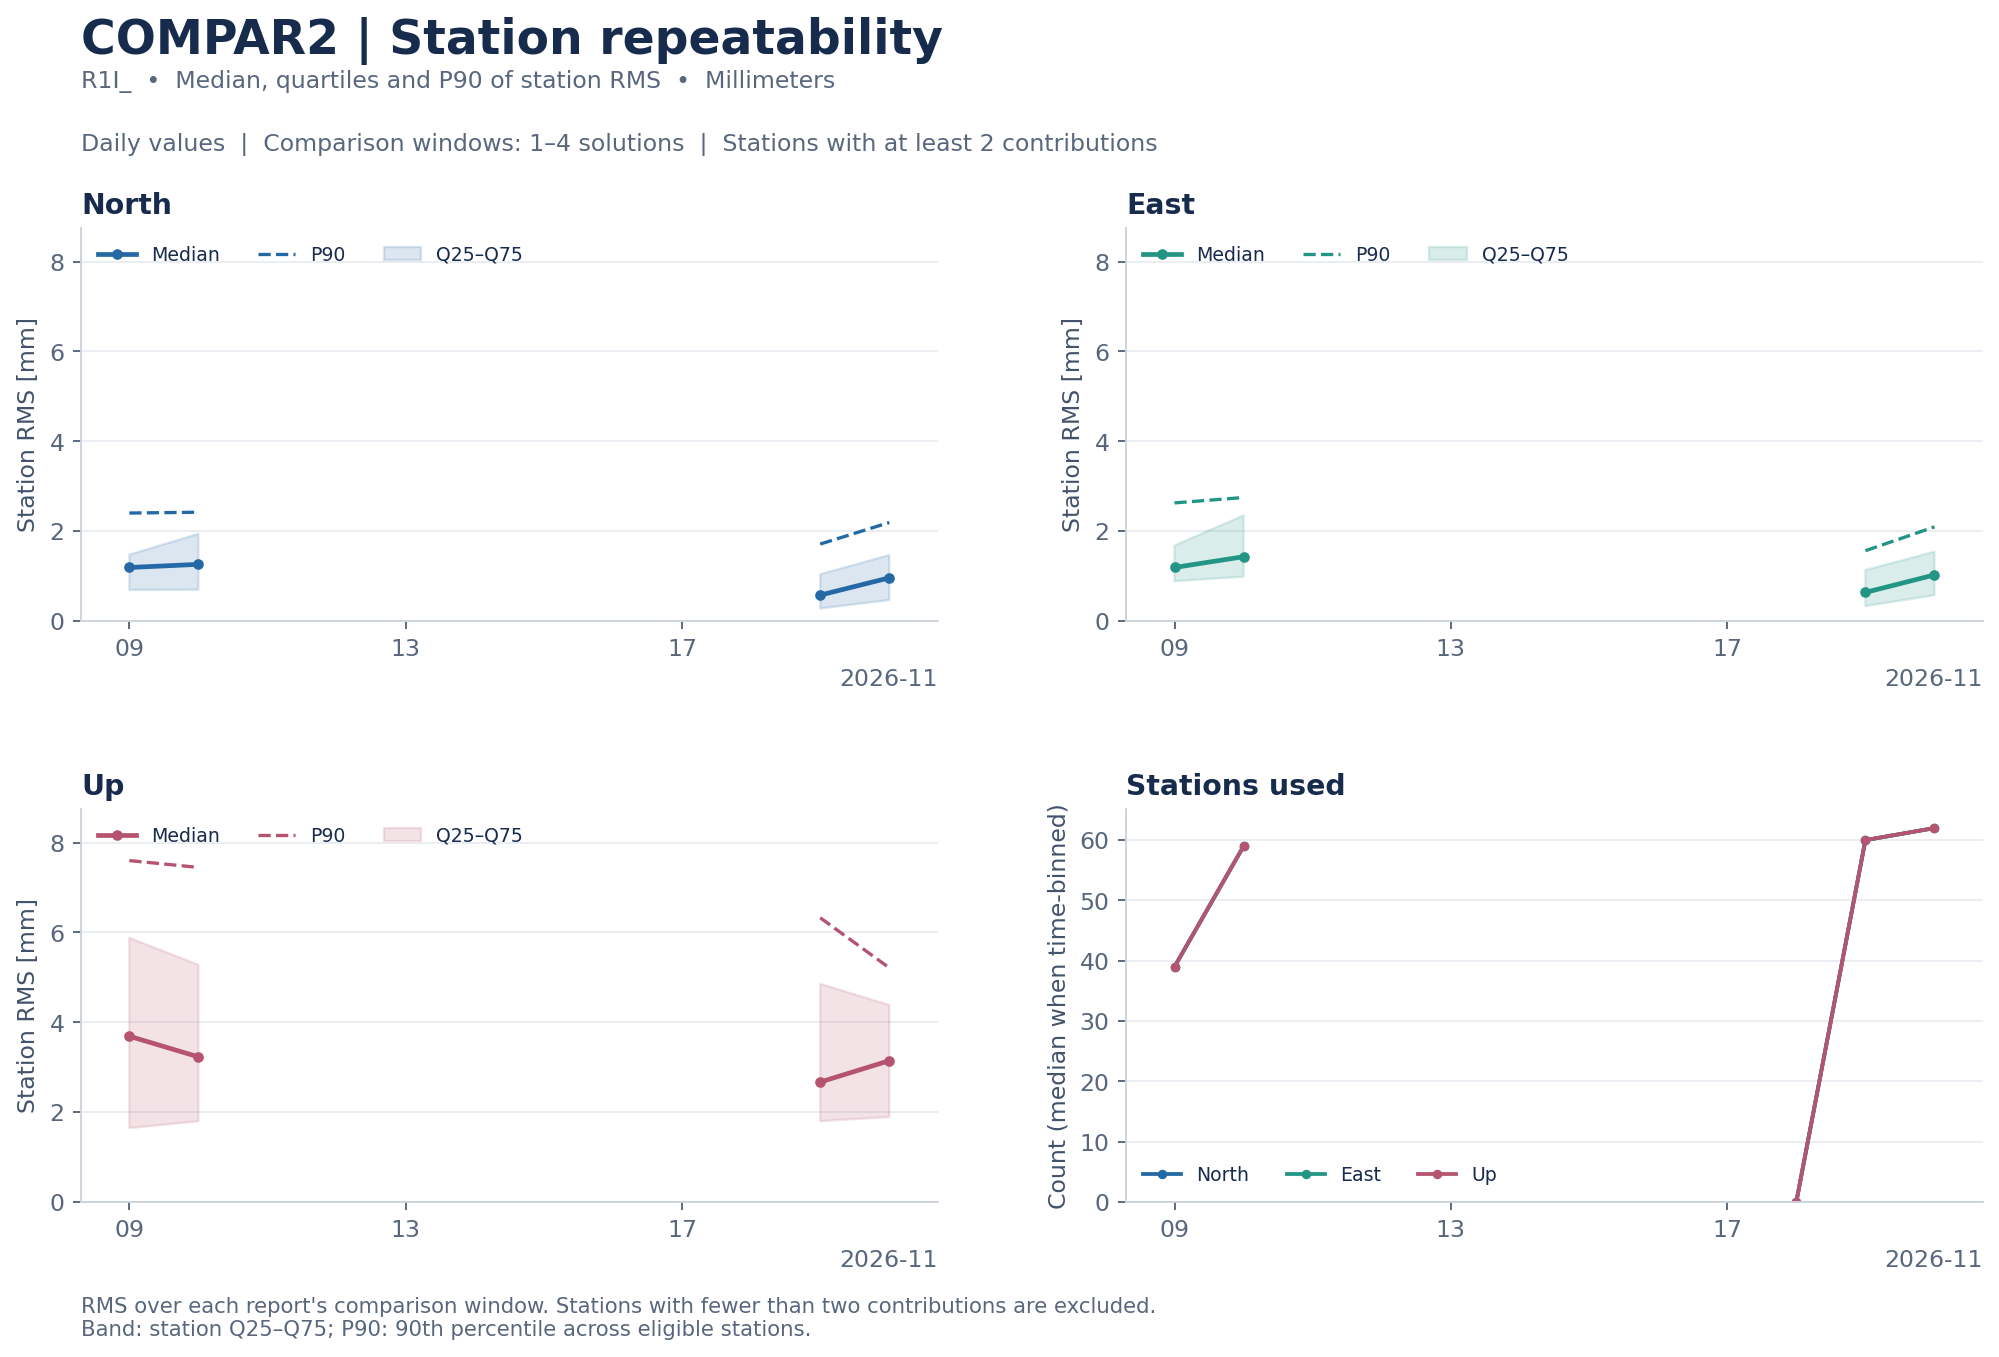 COMPAR2 | Station repeatability
R1I_ • Median, quartiles and P90 of station RMS • Millimeters
Daily values | Comparison windows: 1–4 solutions | Stations with at least 2 contributions
North
Median P90 Q25–Q75
Station RMS [mm]
8
6
4
2
0
09 13 17
2026-11
East
Median P90 Q25–Q75
Station RMS [mm]
8
6
4
2
0
09 13 17
2026-11
Up
Median P90 Q25–Q75
Station RMS [mm]
8
6
4
2
0
09 13 17
2026-11
Stations used
Count (median when time-binned)
60
50
40
30
20
10
0
North East Up
09 13 17
2026-11
RMS over each report's comparison window. Stations with fewer than two contributions are excluded.
Band: station Q25–Q75; P90: 90th percentile across eligible stations.